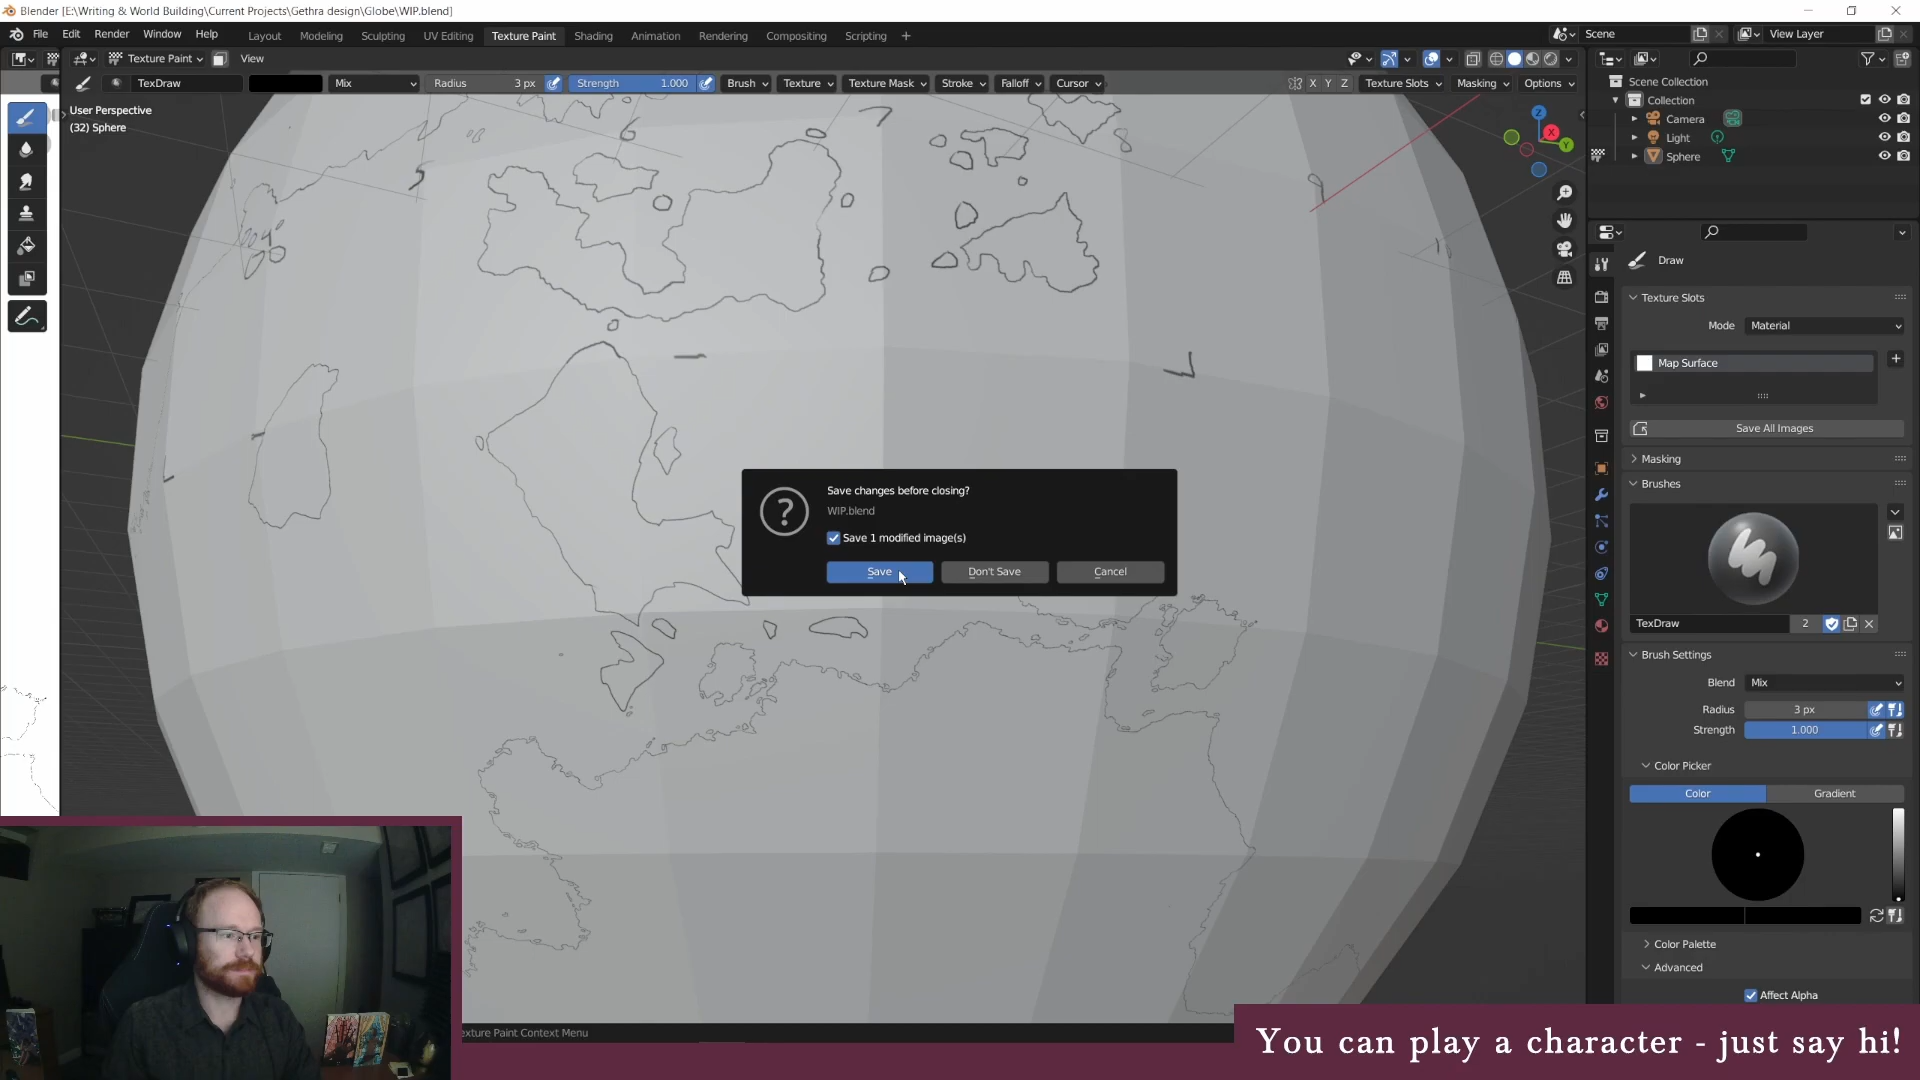 Blender [E:\Writing & World Building\Current Projects\Gethra design\Globe\WIP.blend]
File Edit Render Window Help Layout Modeling Sculpting UV Editing Texture Paint Shading Animation Compositing Rendering Scripting + Scene View Layer
Texture Paint View
TexDraw Mix Radius 3 px Strength 1.000 Brush Texture Texture Mask Stroke Falloff Cursor X Y Z Texture Slots Masking Options
User Perspective
(32) Sphere
Scene Collection
Collection
Camera
Light
Sphere
Z
X
Y
5
6
7
8
9
Draw
Texture Slots
Mode Material
Map Surface
Save All Images
Masking
Brushes
TexDraw 2
Brush Settings
Blend Mix
Radius 3 px
Strength 1.000
Color Picker
Color Gradient
Color Palette
Advanced
Affect Alpha
Save changes before closing?
WIP.blend
Save 1 modified image(s)
Save Don't Save Cancel
exture Paint Context Menu
You can play a character - just say hi!